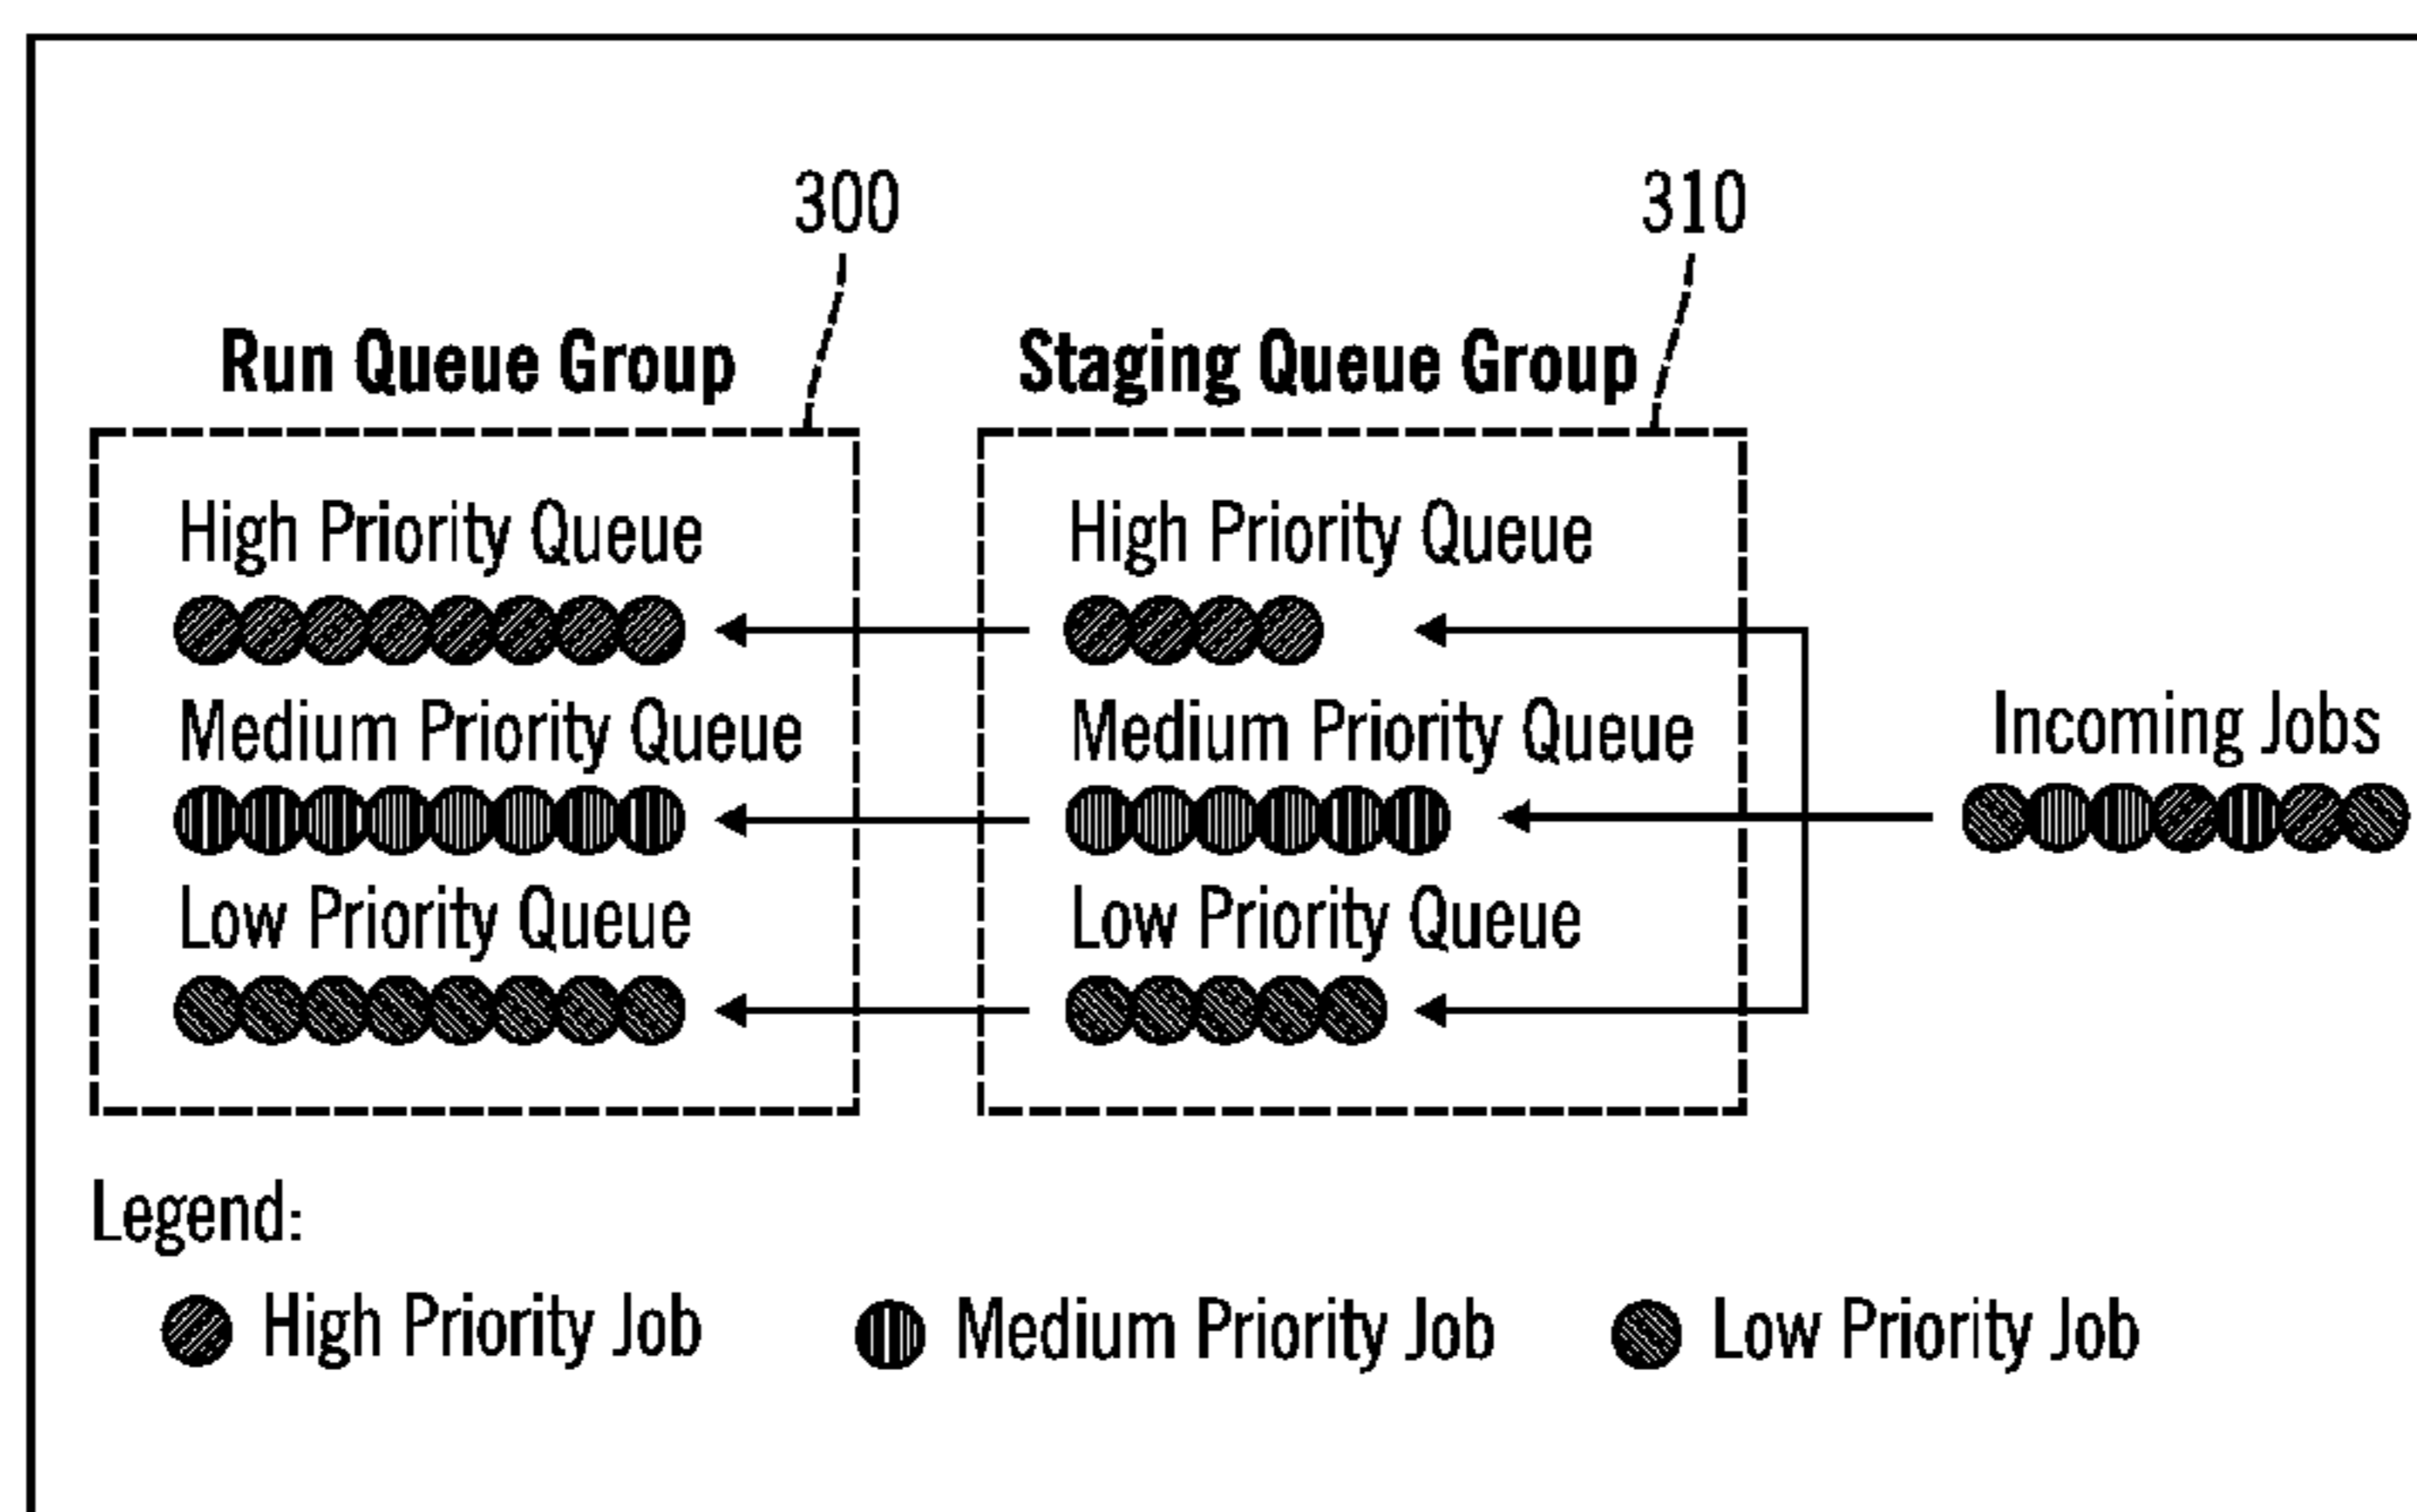 300
310
Run Queue Group
Staging Queue Group
High Priority Queue
High Priority Queue
Medium Priority Queue
Medium Priority Queue
Incoming Jobs
Low Priority Queue
Low Priority Queue
Legend:
High Priority Job
Medium Priority Job
Low Priority Job